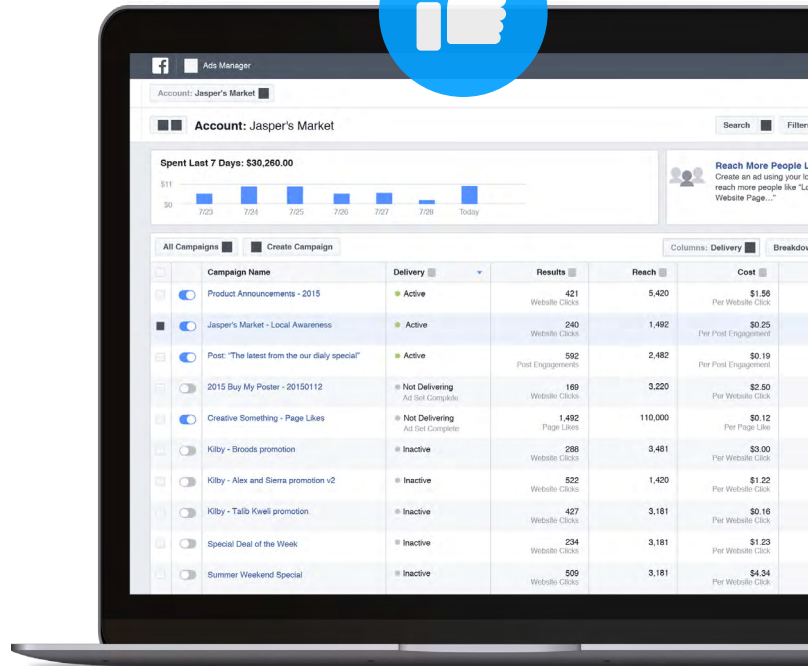 f Ads Manager
Account: Jasper's Market
Account: Jasper's Market
Search Filters
Spent Last 7 Days: $30,260.00
$11
$0
7/23 7/24 7/25 7/26 7/27 7/28 Today
Reach More People L
Create an ad using your lo
reach more people like "Lo
Website Page..."
All Campaigns Create Campaign Columns: Delivery Breakdow
Campaign Name Delivery Results Reach Cost
Product Announcements - 2015 Active 421 5,420 $1.56
Website Clicks Per Website Click
Jasper's Market - Local Awareness Active 240 1,492 $0.25
Website Clicks Per Post Engagement
Post: "The latest from the our dialy special" Active 592 2,482 $0.19
Post Engagements Per Post Engagement
2015 Buy My Poster - 20150112 Not Delivering 169 3,220 $2.50
Ad Set Complete Website Clicks Per Website Click
Creative Something - Page Likes Not Delivering 1,492 110,000 $0.12
Ad Set Complete Page Likes Per Page Like
Kilby - Broods promotion Inactive 288 3,481 $3.00
Website Clicks Per Website Click
Kilby - Alex and Sierra promotion v2 Inactive 522 1,420 $1.22
Website Clicks Per Website Click
Kilby - Talib Kweli promotion Inactive 427 3,181 $0.16
Website Clicks Per Website Click
Special Deal of the Week Inactive 234 3,181 $1.23
Website Clicks Per Website Click
Summer Weekend Special Inactive 509 3,181 $4.34
Website Clicks Per Website Click